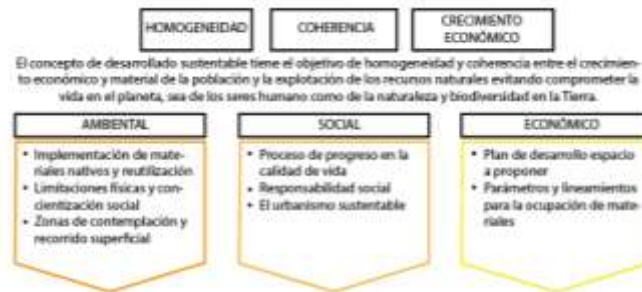 HOMOGENEIDAD
COHERENCIA
CRECIMIENTO
ECONÓMICO
El concepto de desarrollado sustentable tiene el objetivo de homogeneidad y coherencia entre el crecimien-
to económico y material de la población y la explotación de los recursos naturales evitando comprometer la
vida en el planeta, sea de los seres humano como de la naturaleza y biodiversidad en la Tierra.
AMBIENTAL
• Implementación de mate-
riales nativos y reutilización
• Limitaciones físicas y con-
cientización social
• Zonas de contemplación y
recorrido superficial
SOCIAL
• Proceso de progreso en la
calidad de vida
• Responsabilidad social
• El urbanismo sustentable
ECONÓMICO
• Plan de desarrollo espacio
a proponer
• Parámetros y lineamientos
para la ocupación de mate-
riales